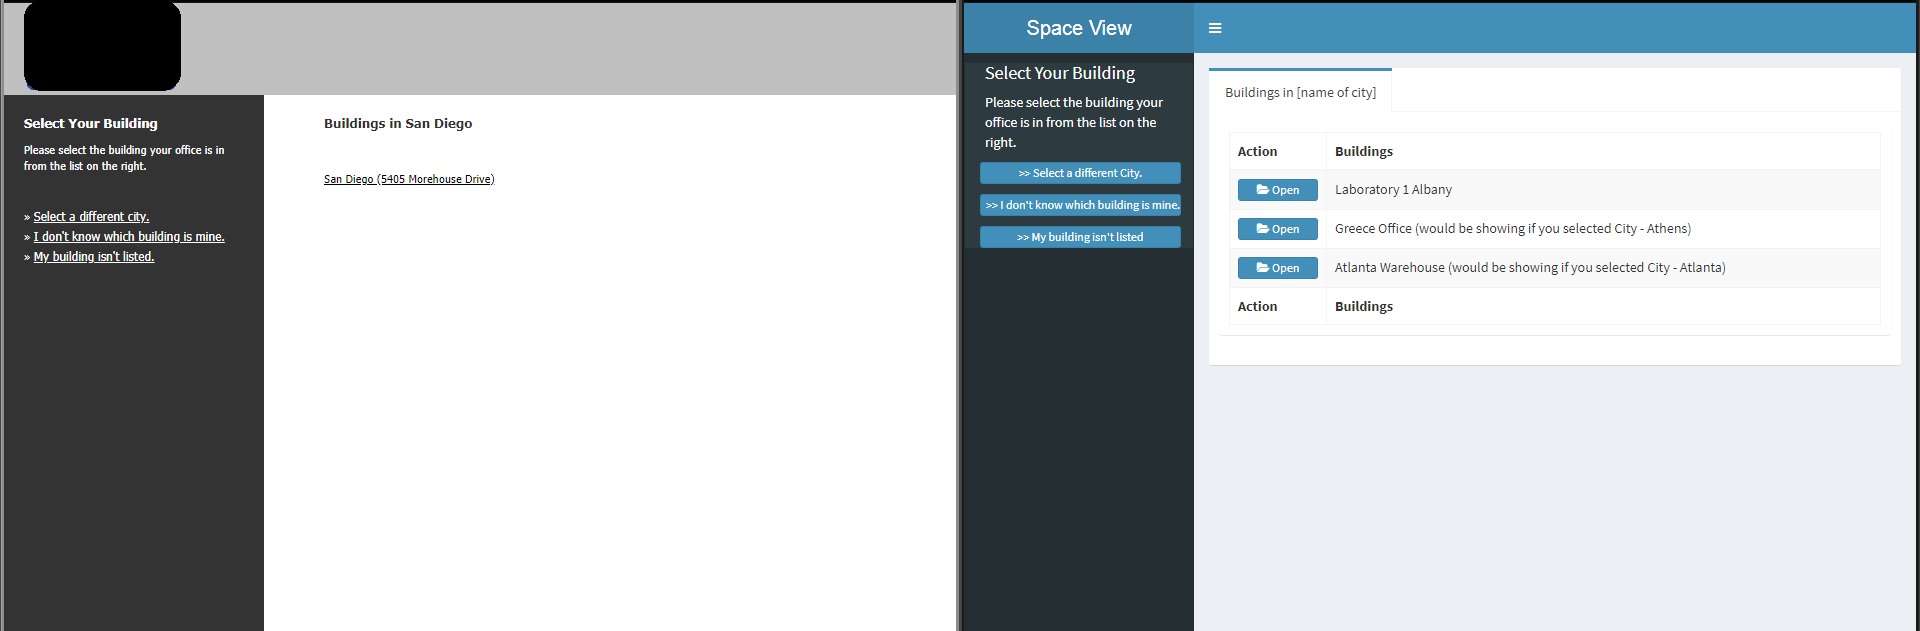 Select Your Building
Please select the building your office is in
from the list on the right.
» Select a different city.
» I don't know which building is mine.
» My building isn't listed.
Buildings in San Diego
San Diego (5405 Morehouse Drive)
Space View
Select Your Building
Please select the building your
office is in from the list on the
right.
>> Select a different City.
>> I don't know which building is mine.
>> My building isn't listed
Buildings in [name of city]
Action Buildings
Open Laboratory 1 Albany
Open Greece Office (would be showing if you selected City - Athens)
Open Atlanta Warehouse (would be showing if you selected City - Atlanta)
Action Buildings